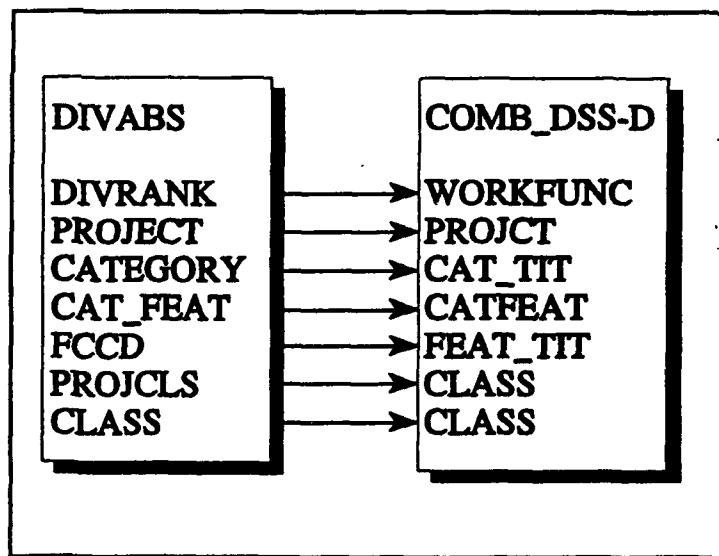 DIVABS
DIVRANK
PROJECT
CATEGORY
CAT_FEAT
FCCD
PROJCLS
CLASS
COMB_DSS-D
WORKFUNC
PROJCT
CAT_TIT
CATFEAT
FEAT_TIT
CLASS
CLASS